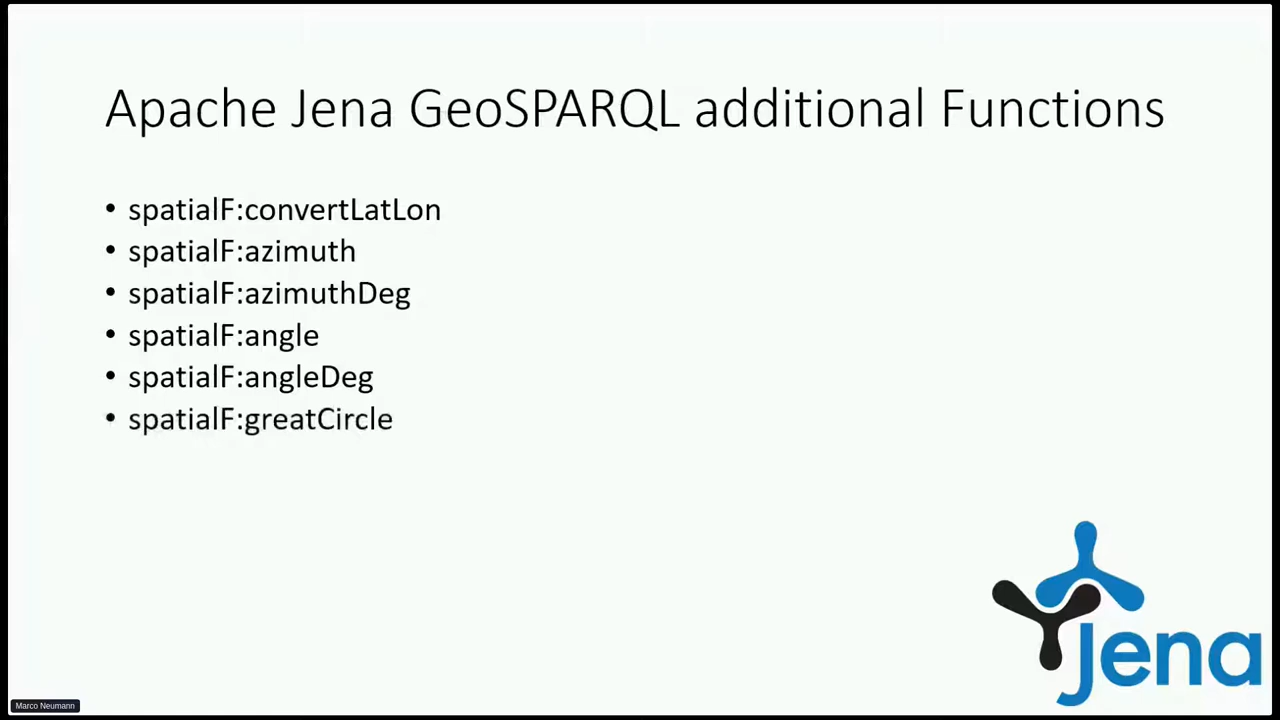 Apache Jena GeoSPARQL additional Functions
• spatialF:convertLatLon
• spatialF:azimuth
• spatialF:azimuthDeg
• spatialF:angle
• spatialF:angleDeg
• spatialF:greatCircle
Jena
Marco Neumann